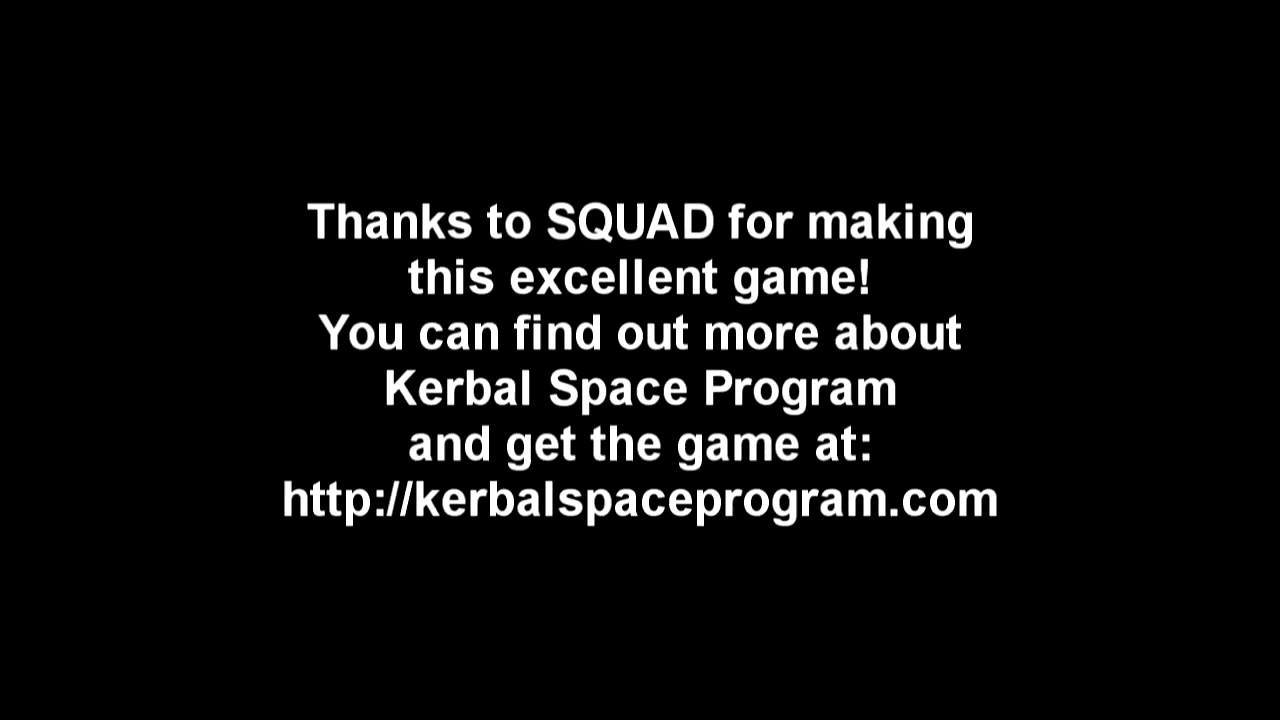 Thanks to SQUAD for making
this excellent game!
You can find out more about
Kerbal Space Program
and get the game at:
http://kerbalspaceprogram.com